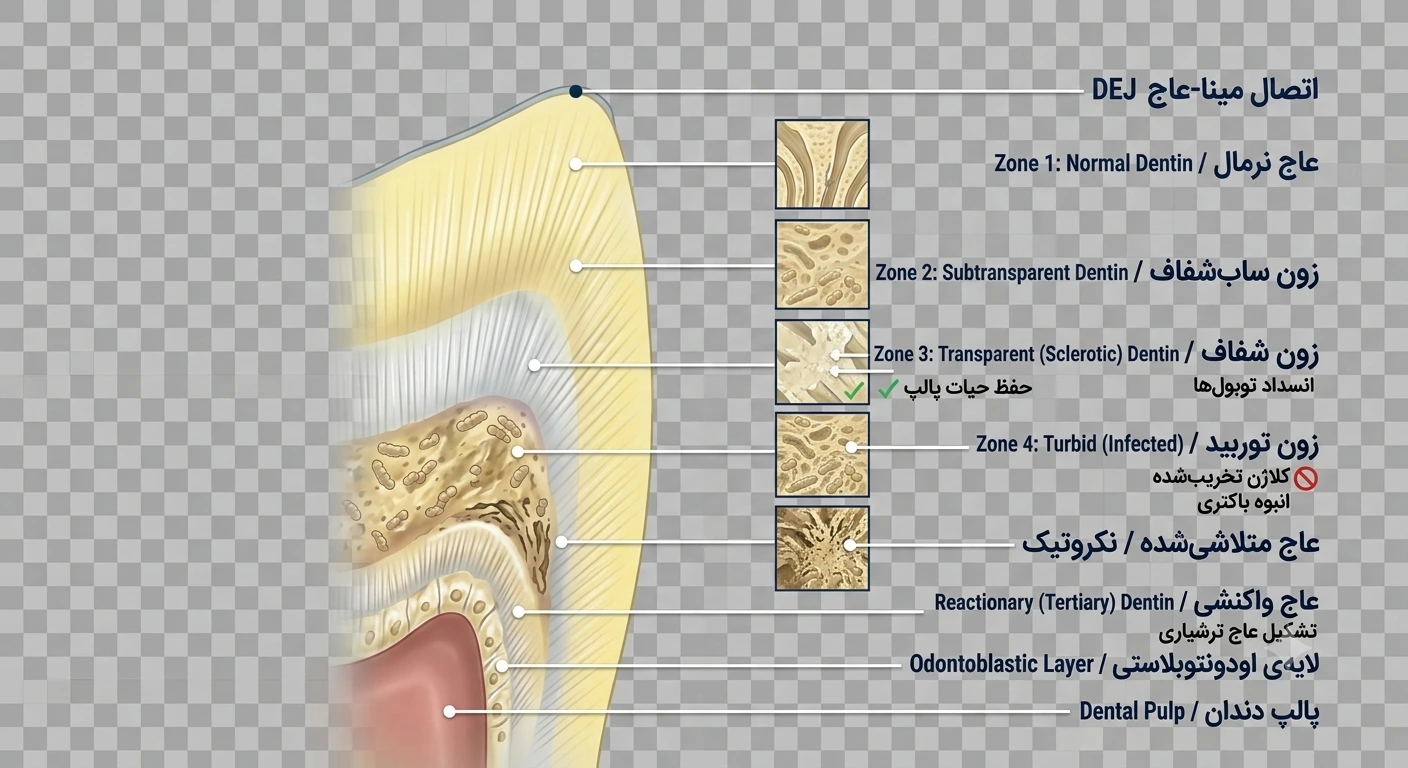 اتصال مینا-عاج DEJ
عاج نرمال / Zone 1: Normal Dentin
زون ساب‌شفاف / Zone 2: Subtransparent Dentin
زون شفاف / Zone 3: Transparent (Sclerotic) Dentin
انسداد توبول‌ها
حفظ حیات پالپ
زون توربید / Zone 4: Turbid (Infected)
کلاژن تخریب‌شده
انبوه باکتری
عاج متلاشی‌شده / نکروتیک
عاج واکنشی / Reactionary (Tertiary) Dentin
تشکیل عاج ترشیاری
لایه‌ی اودونتوبلاستی / Odontoblastic Layer
پالپ دندان / Dental Pulp